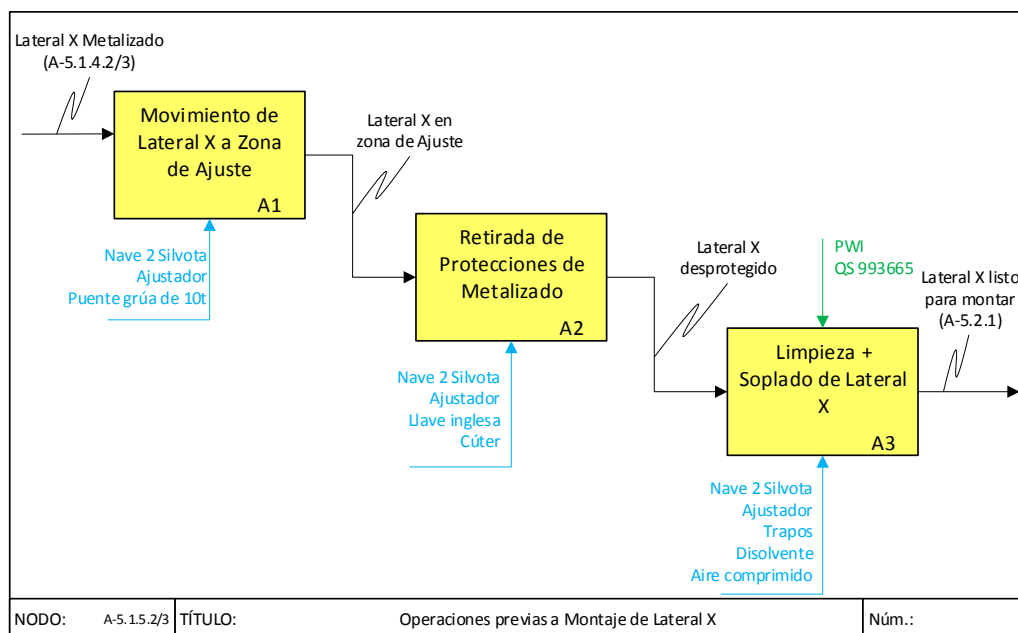 Lateral X Metalizado
(A-5.1.4.2/3)
Movimiento de
Lateral X a Zona
de Ajuste
A1
Lateral X en
zona de Ajuste
Nave 2 Silvota
Ajustador
Puente grúa de 10t
Retirada de
Protecciones de
Metalizado
A2
Lateral X
desprotegido
Nave 2 Silvota
Ajustador
Llave inglesa
Cúter
PWI
QS 993665
Lateral X listo
para montar
(A-5.2.1)
Limpieza +
Soplado de Lateral
X
A3
Nave 2 Silvota
Ajustador
Trapos
Disolvente
Aire comprimido
NODO: A-5.1.5.2/3 TÍTULO: Operaciones previas a Montaje de Lateral X Núm.: